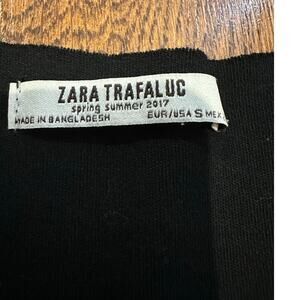 ZARA TRAFALUC
spring summer 2017
MADE IN BANGLADESH EUR/USA S MEX